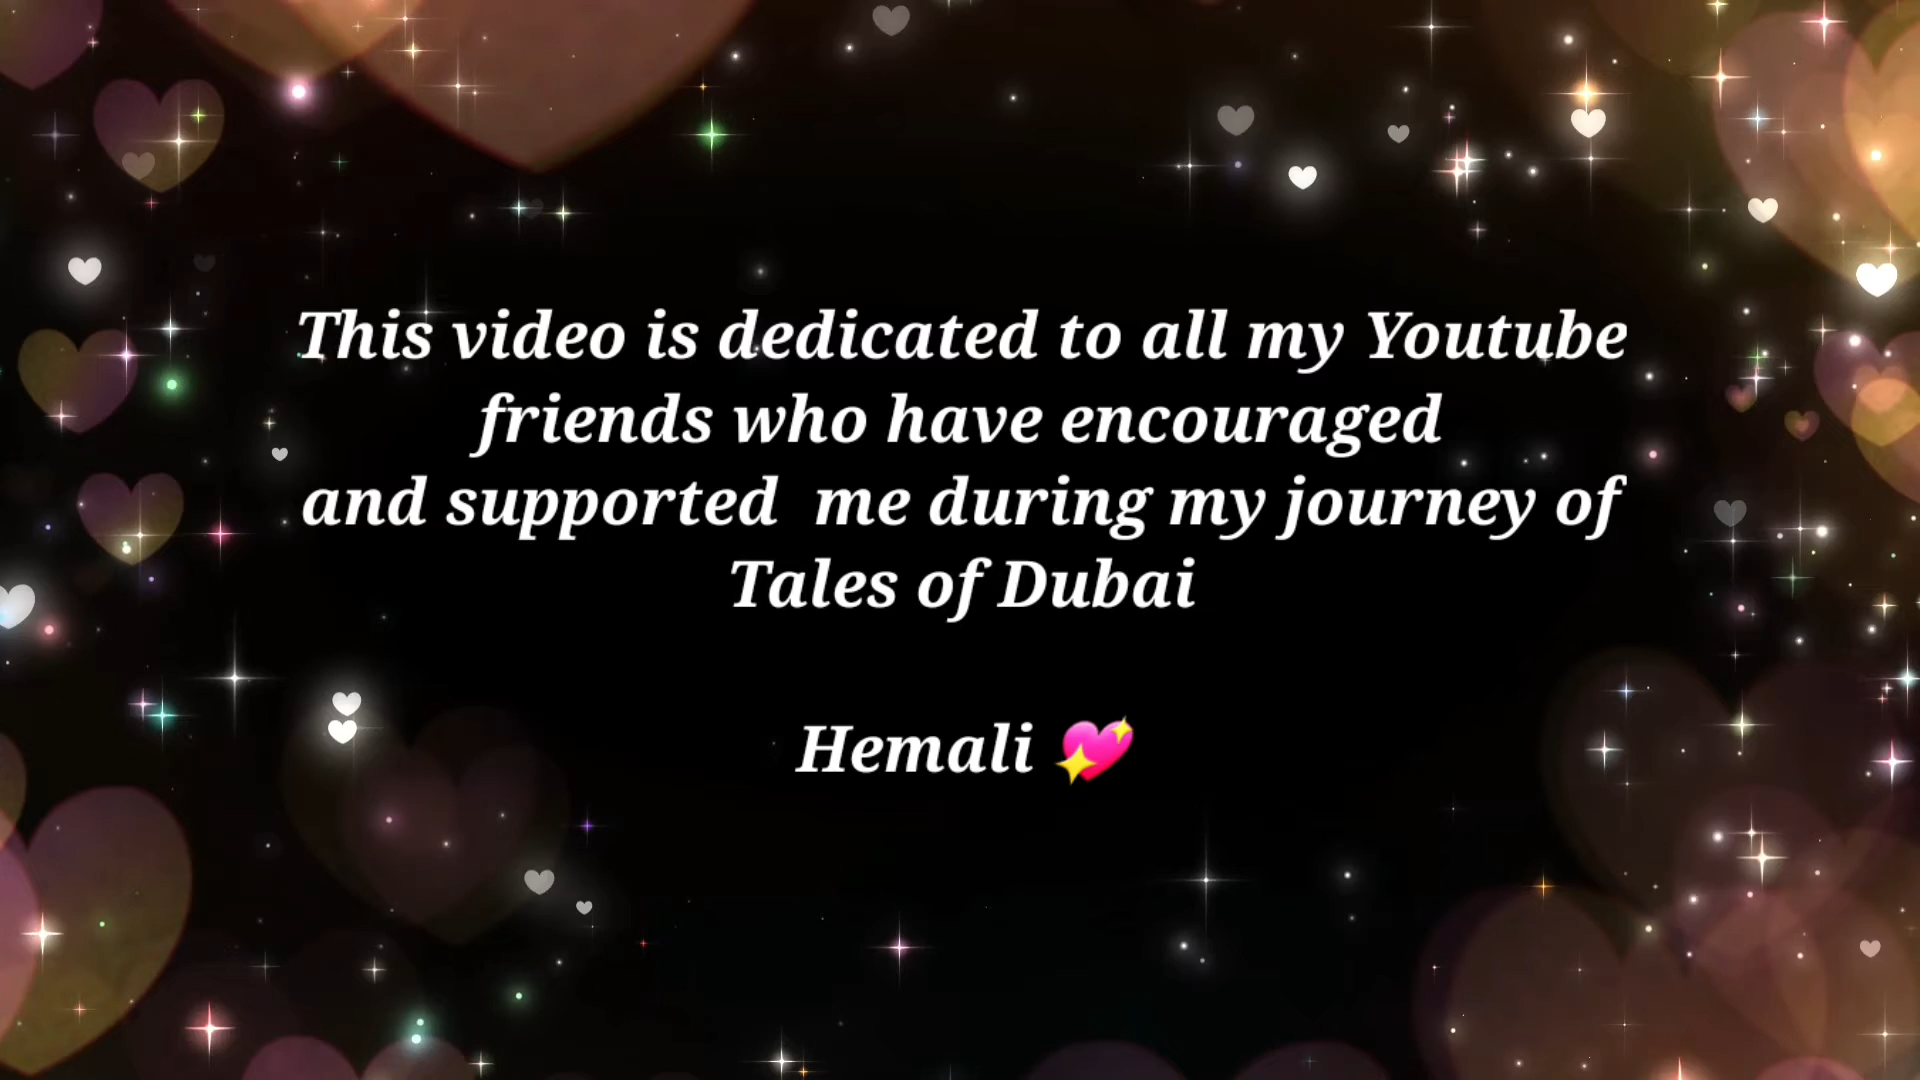 This video is dedicated to all my Youtube
friends who have encouraged
and supported  me during my journey of
Tales of Dubai
Hemali 💖